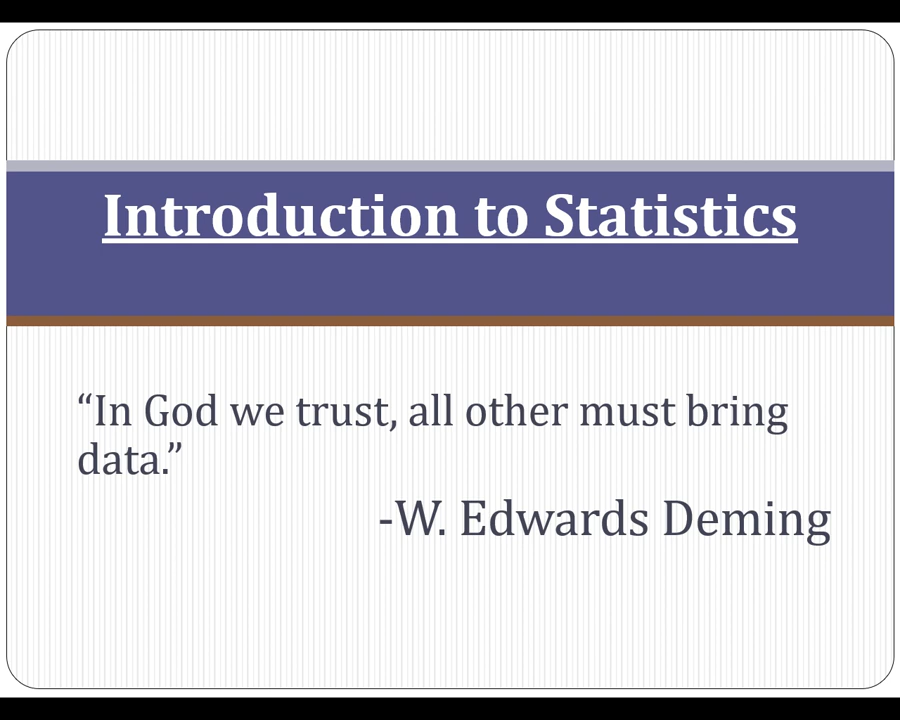 Introduction to Statistics
“In God we trust, all other must bring
data.”
-W. Edwards Deming